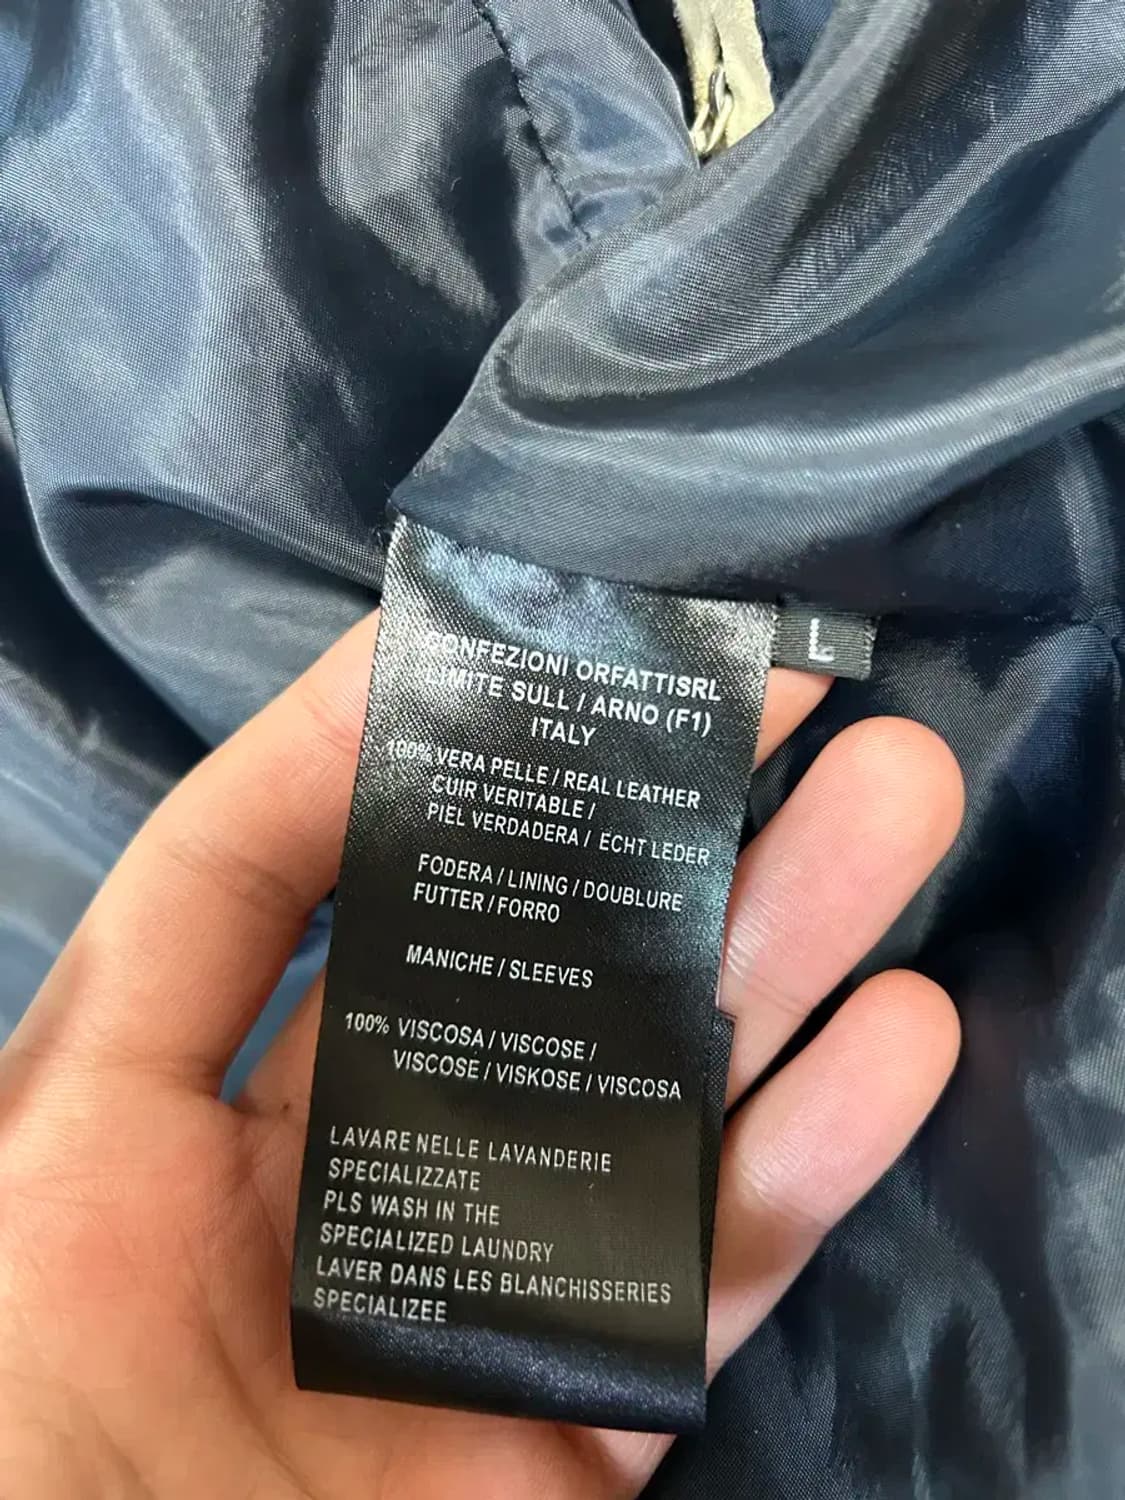 CONFEZIONI ORFATTISRL
LIMITE SULL / ARNO (F1)
ITALY
L
100% VERA PELLE / REAL LEATHER
CUIR VERITABLE /
PIEL VERDADERA / ECHT LEDER
FODERA / LINING / DOUBLURE
FUTTER / FORRO
MANICHE / SLEEVES
100% VISCOSA / VISCOSE /
VISCOSE / VISKOSE / VISCOSA
LAVARE NELLE LAVANDERIE
SPECIALIZZATE
PLS WASH IN THE
SPECIALIZED LAUNDRY
LAVER DANS LES BLANCHISSERIES
SPECIALIZEE